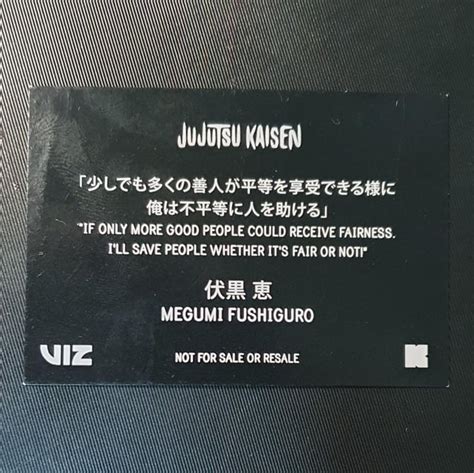 JUJUTSU KAISEN
「少しでも多くの善人が平等を享受できる様に
俺は不平等に人を助ける」
"IF ONLY MORE GOOD PEOPLE COULD RECEIVE FAIRNESS.
I'LL SAVE PEOPLE WHETHER IT'S FAIR OR NOT!"
伏黒 恵
MEGUMI FUSHIGURO
VIZ
NOT FOR SALE OR RESALE
K